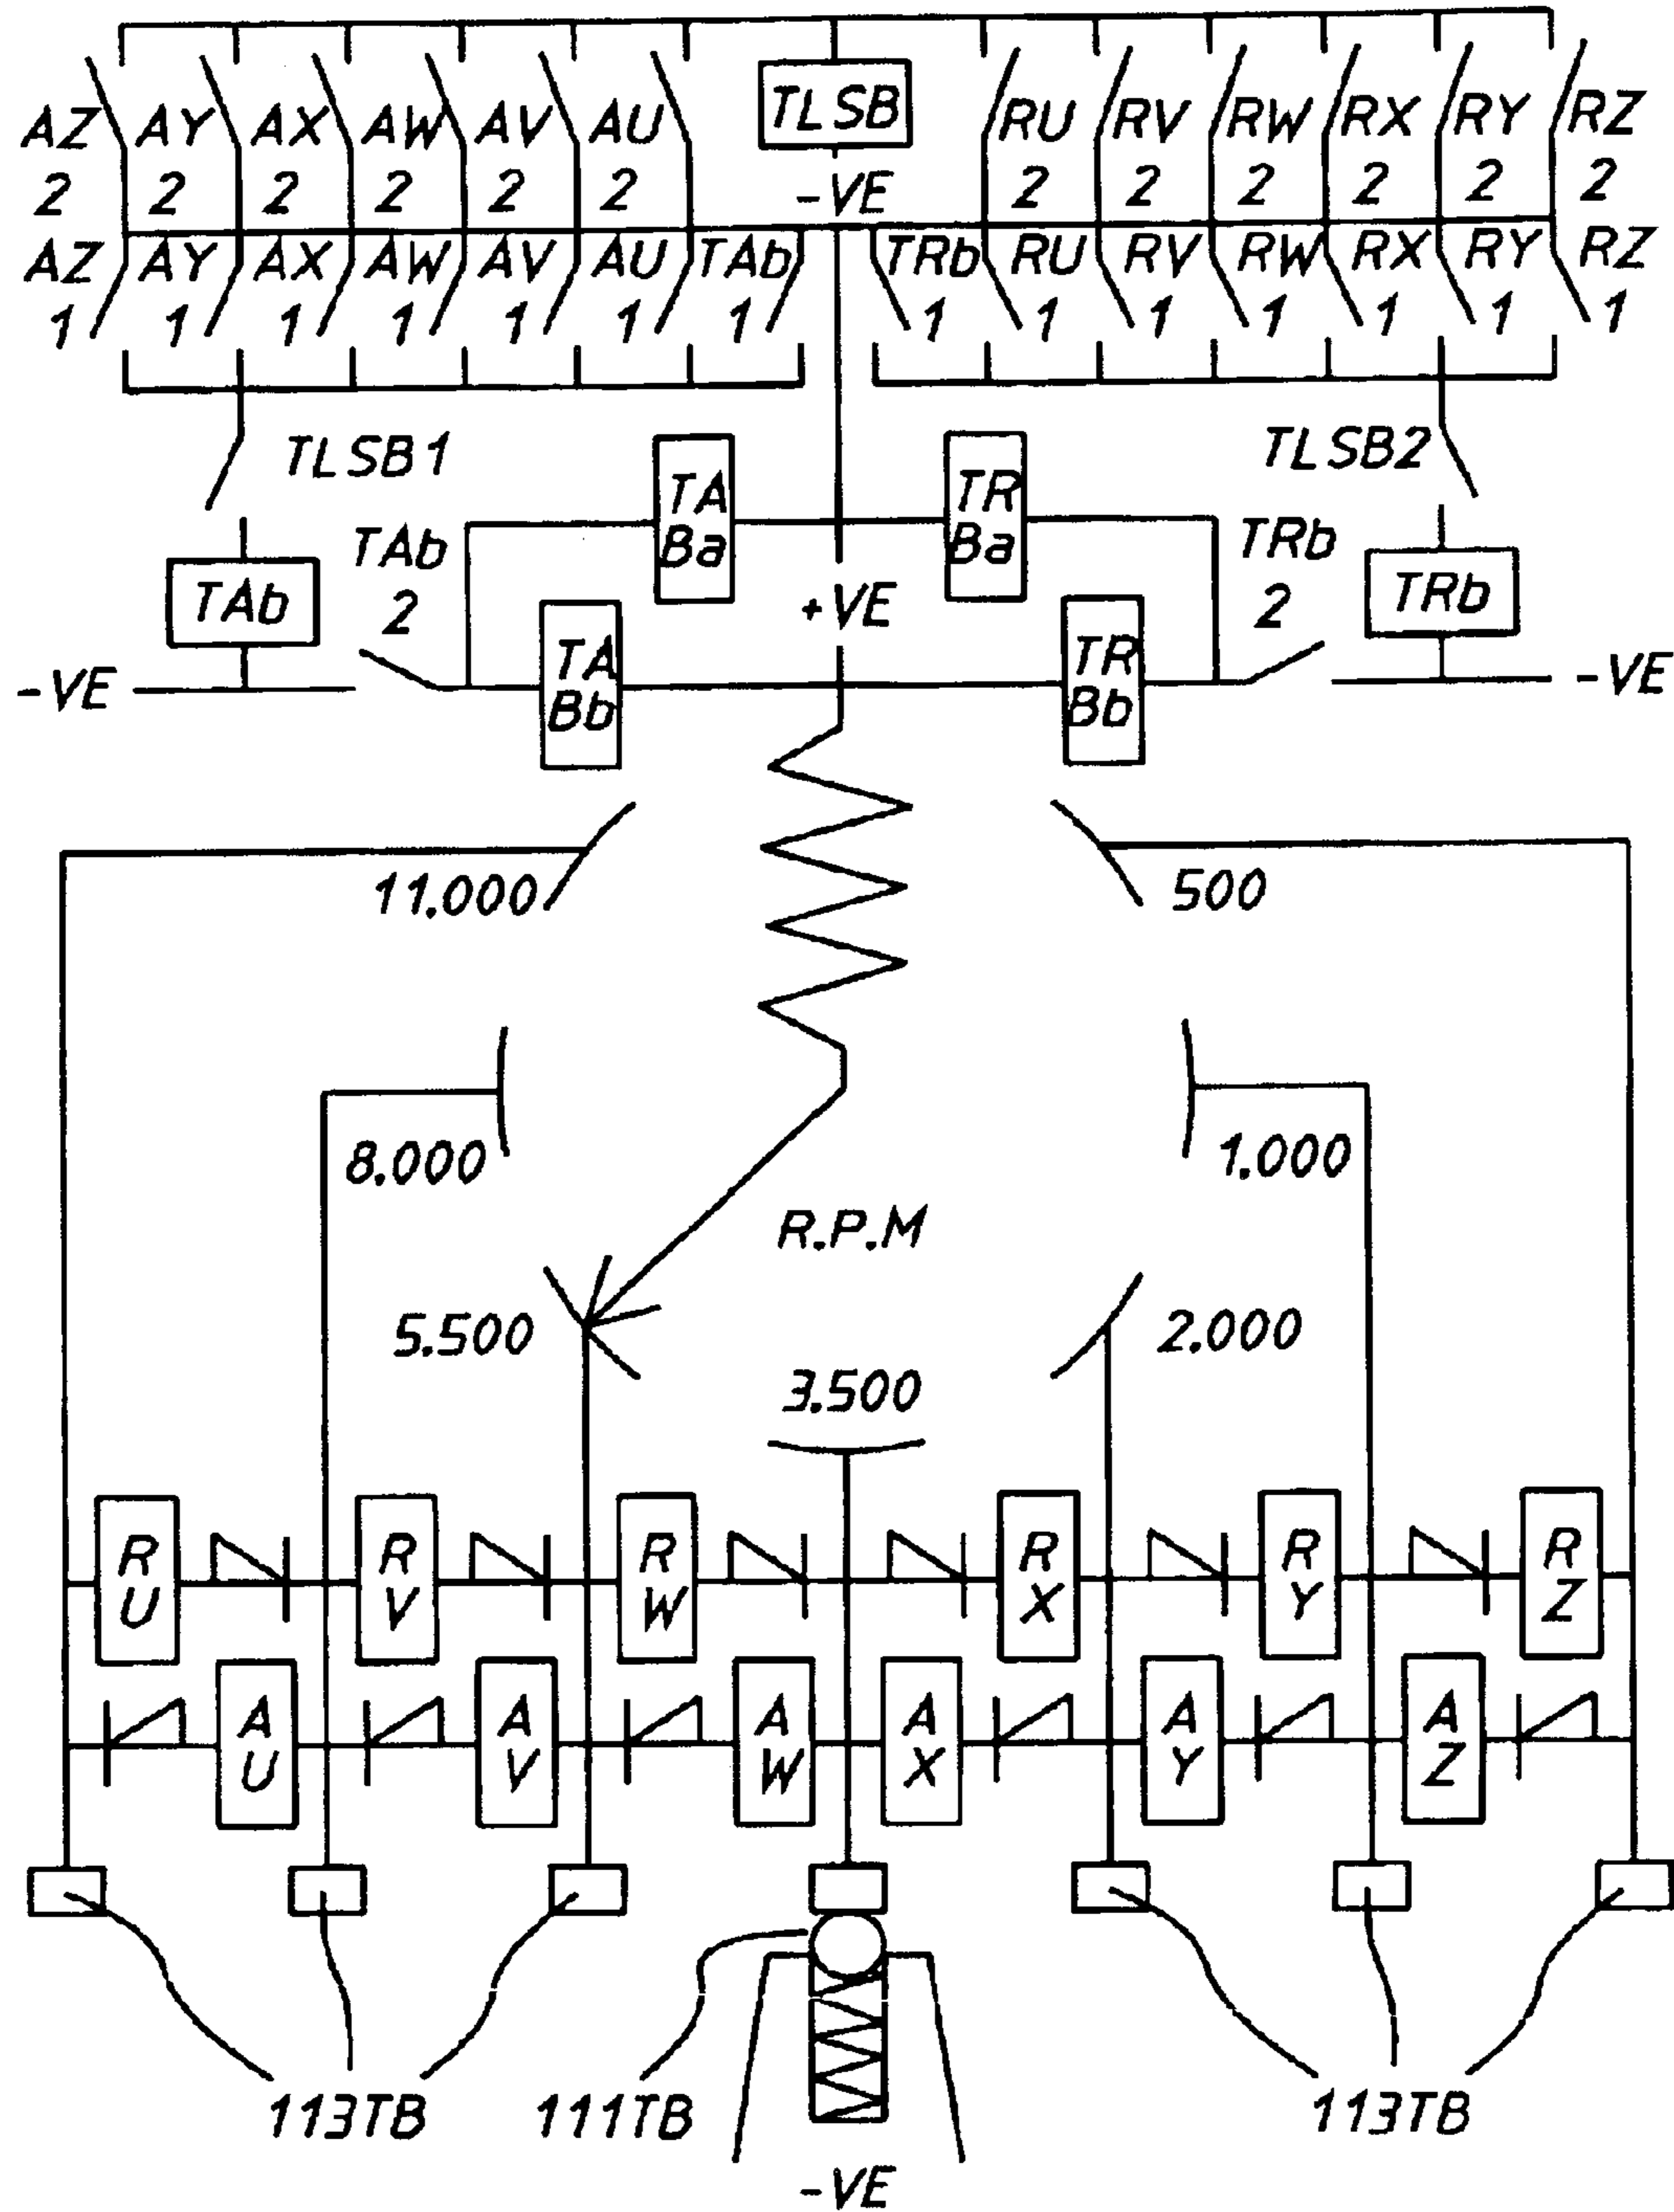 TLSB
AZ AY AX AW AV AU RU RV RW RX RY RZ
2 2 2 2 2 2 -VE 2 2 2 2 2 2
AZ AY AX AW AV AU TAb TRb RU RV RW RX RY RZ
1 1 1 1 1 1 1 1 1 1 1 1 1 1
TLSB1 TLSB2
TA TR
Ba Ba
TAb TRb
2 2
TAb +VE TRb
TA TR
Bb Bb
-VE -VE
11.000 500
8.000 1.000
R.P.M
5.500 2.000
3.500
R R R R R R
U V W X Y Z
A A A A A A
U V W X Y Z
113TB 111TB 113TB
-VE